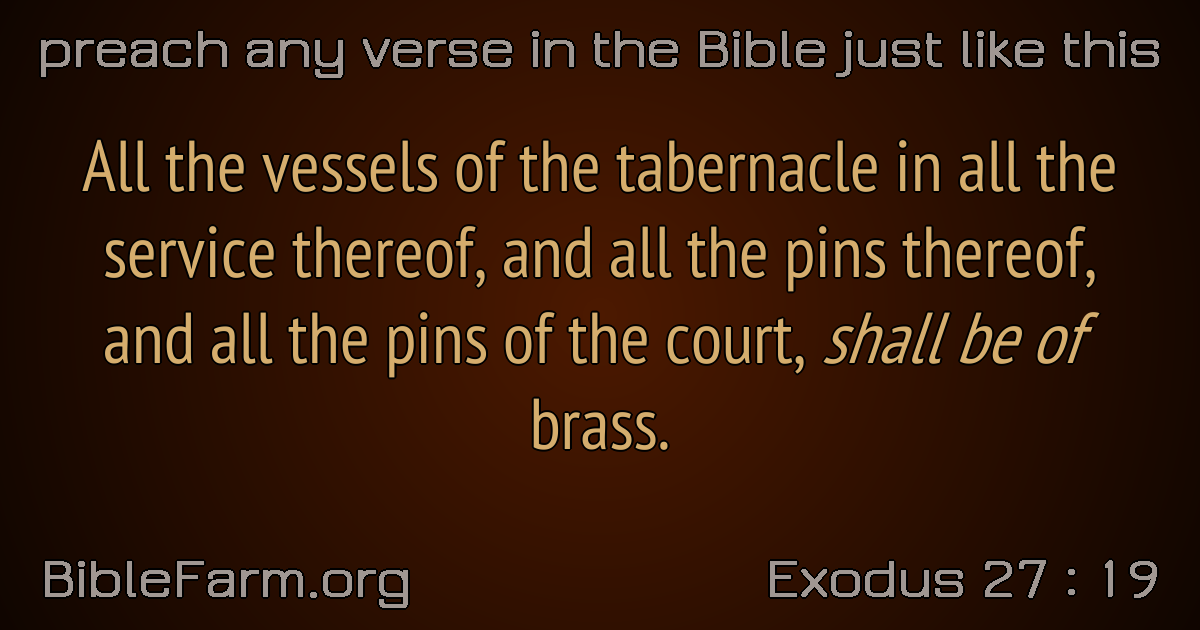 preach any verse in the Bible just like this
All the vessels of the tabernacle in all the
service thereof, and all the pins thereof,
and all the pins of the court, shall be of
brass.
BibleFarm.org
Exodus 27 : 19